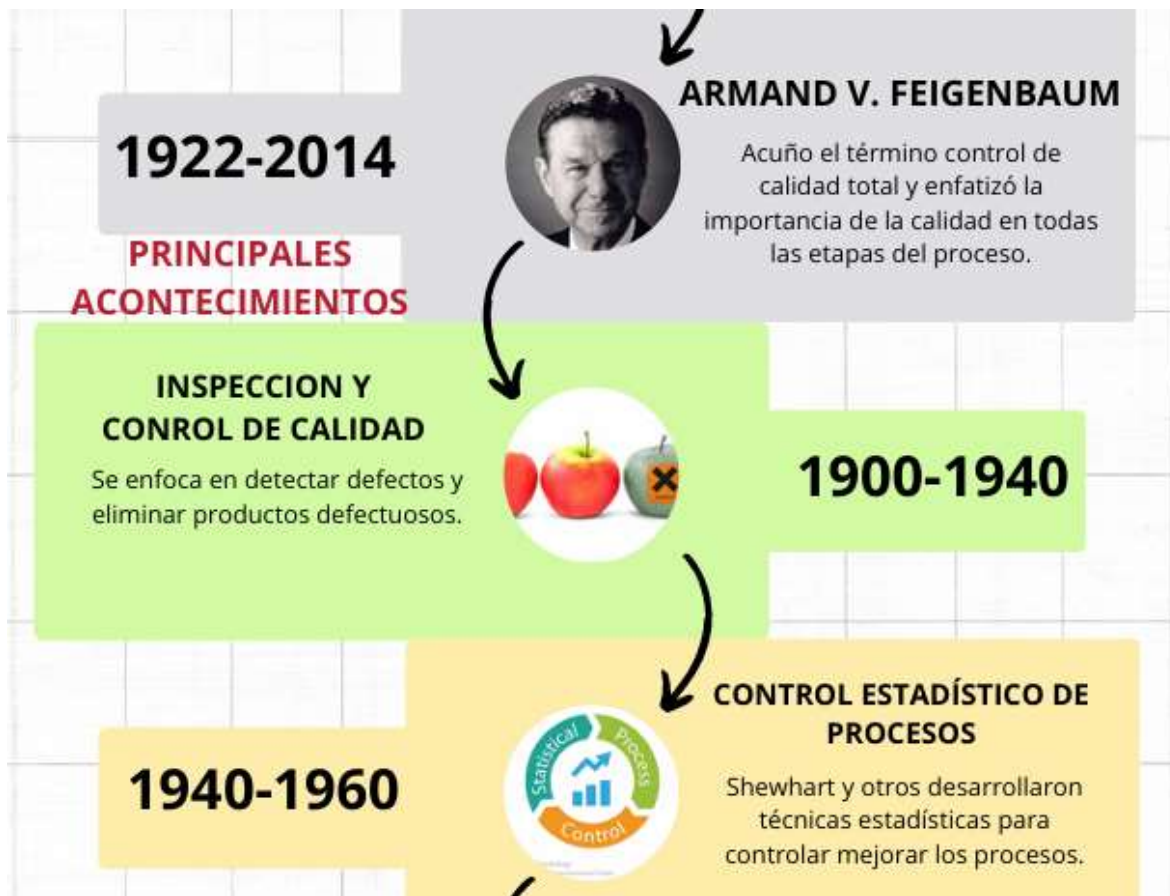 1922-2014
ARMAND V. FEIGENBAUM
Acuño el término control de
calidad total y enfatizó la
importancia de la calidad en todas
las etapas del proceso.
PRINCIPALES
ACONTECIMIENTOS
INSPECCION Y
CONROL DE CALIDAD
Se enfoca en detectar defectos y
eliminar productos defectuosos.
1900-1940
1940-1960
Statistical
Process
Control
CONTROL ESTADÍSTICO DE
PROCESOS
Shewhart y otros desarrollaron
técnicas estadísticas para
controlar mejorar los procesos.